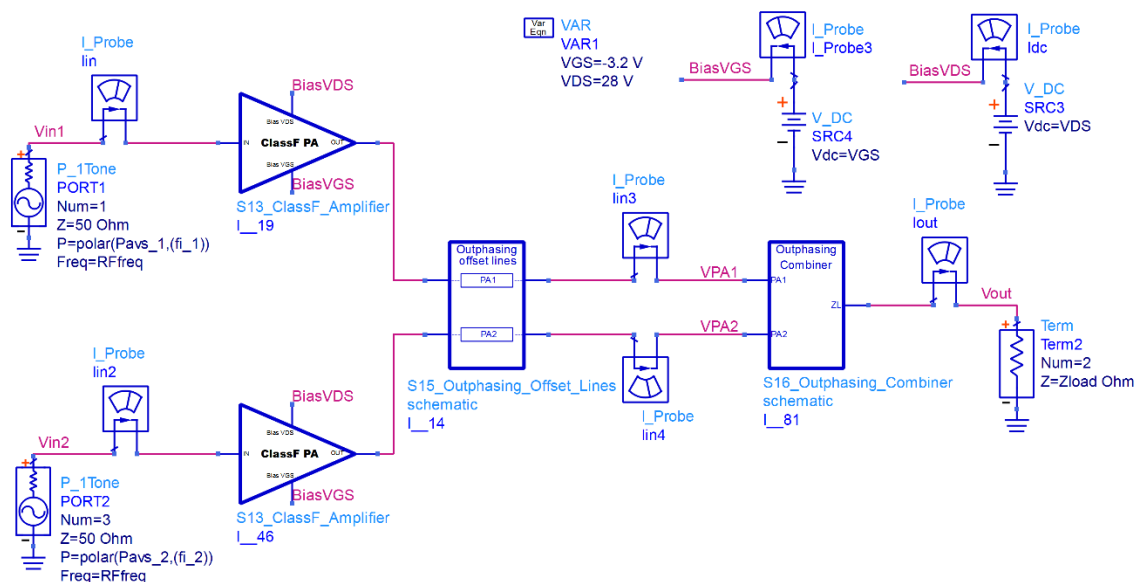 I_Probe
Iin
Vin1
P_1Tone
PORT1
Num=1
Z=50 Ohm
P=polar(Pavs_1,(fi_1))
Freq=RFfreq
BiasVDS
Bias VDS
IN
ClassF PA
OUT
Bias VGS
BiasVGS
S13_ClassF_Amplifier
I__19
Var
Eqn
VAR
VAR1
VGS=-3.2 V
VDS=28 V
I_Probe
I_Probe3
BiasVGS
V_DC
SRC4
Vdc=VGS
I_Probe
Idc
BiasVDS
V_DC
SRC3
Vdc=VDS
Outphasing
offset lines
PA1
PA2
S15_Outphasing_Offset_Lines
schematic
I__14
I_Probe
Iin3
VPA1
VPA2
I_Probe
Iin4
Outphasing
Combiner
PA1
PA2
ZL
S16_Outphasing_Combiner
schematic
I__81
I_Probe
Iout
Vout
Term
Term2
Num=2
Z=Zload Ohm
I_Probe
Iin2
Vin2
P_1Tone
PORT2
Num=3
Z=50 Ohm
P=polar(Pavs_2,(fi_2))
Freq=RFfreq
BiasVDS
Bias VDS
IN
ClassF PA
OUT
Bias VGS
BiasVGS
S13_ClassF_Amplifier
I__46